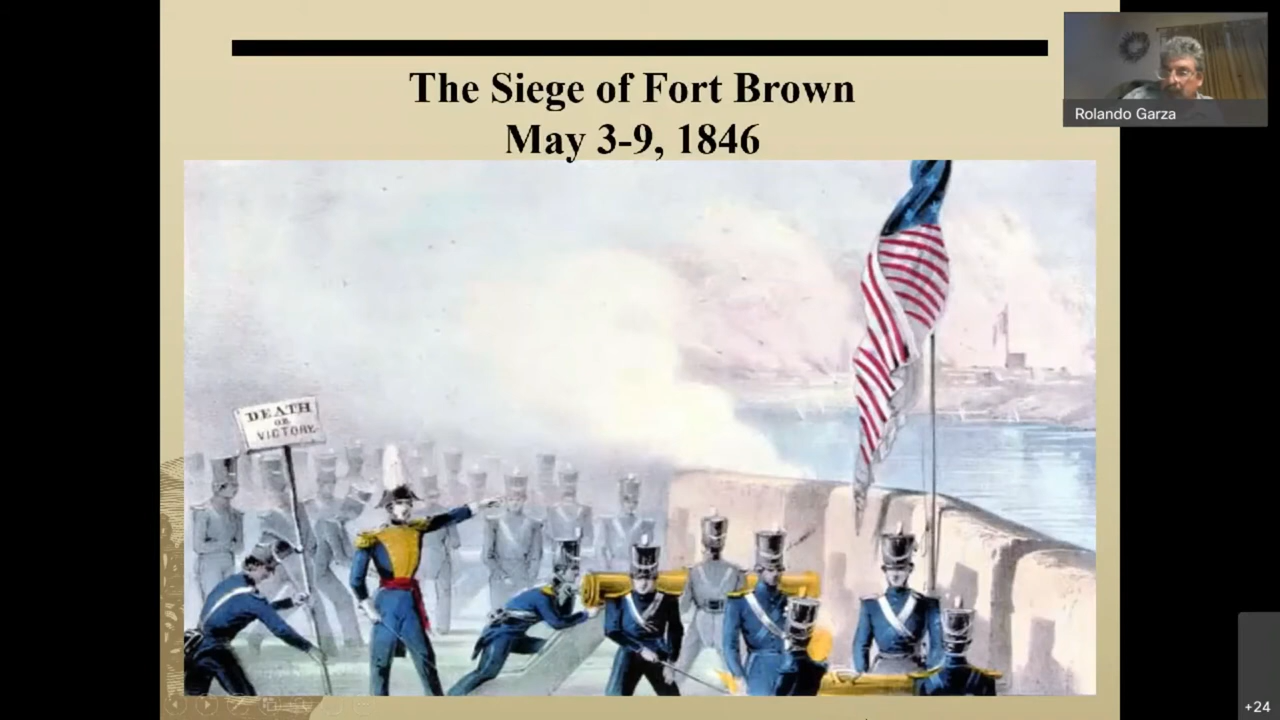 The Siege of Fort Brown
May 3-9, 1846
Rolando Garza
DEATH
OR
VICTORY.
+24